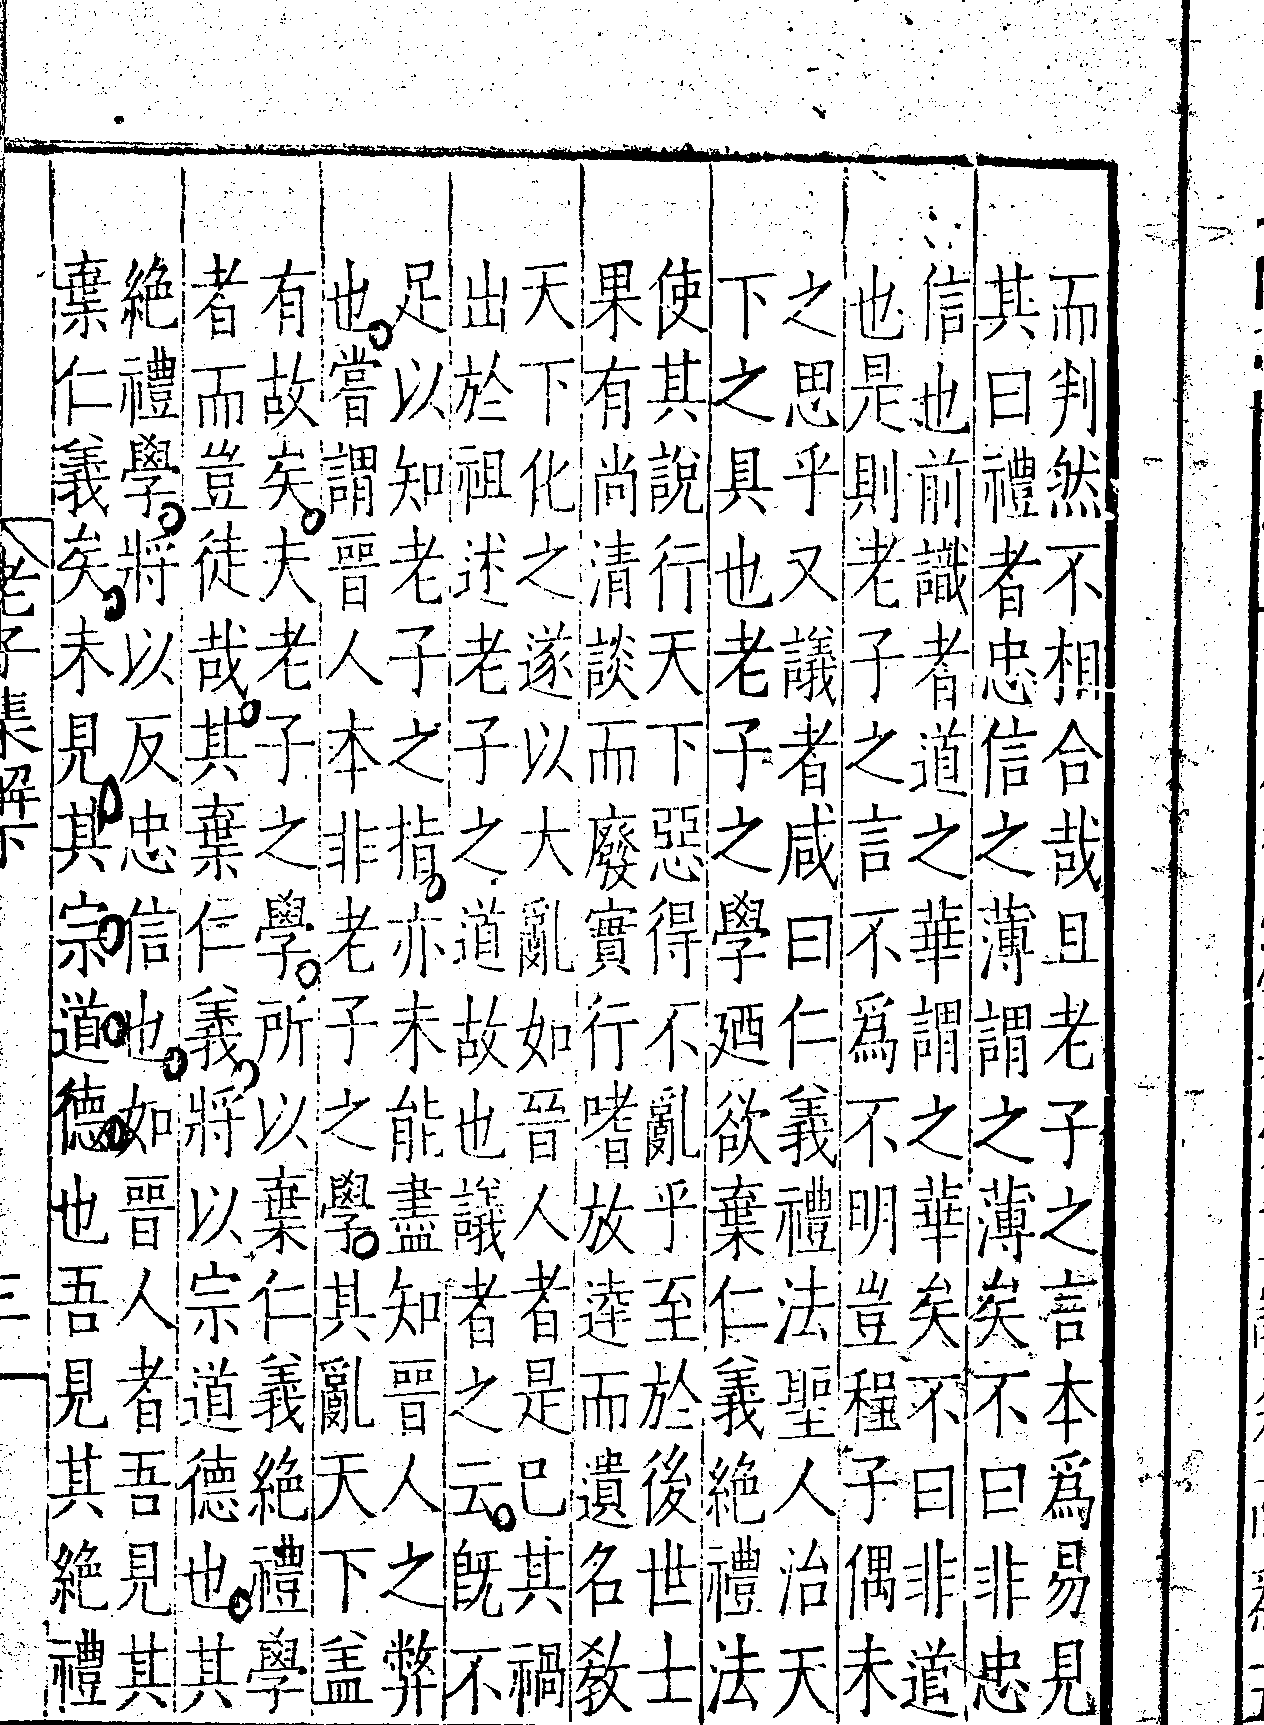 而判然不相合哉且老子之言本爲易見
其曰禮者忠信之薄謂之薄矣不曰非忠
信也前識者道之華謂之華矣不曰非道
也是則老子之言不爲不明豈程子偶未
之思乎又議者咸曰仁義禮法聖人治天
下之具也老子之學廼欲棄仁義絶禮法
使其說行天下惡得不亂乎至於後世士
果有尚清談而廢實行嗜放達而遺名教
天下化之遂以大亂如晉人者是已其禍
出於祖述老子之道故也議者之云旣不
足以知老子之指亦未能盡知晉人之弊
也嘗謂晉人本非老子之學其亂天下盖
有故矣夫老子之學所以棄仁義絶禮學
者而豈徒哉其棄仁義將以宗道德也其
絶禮學將以反忠信也如晉人者吾見其
棄仁義矣未見其宗道德也吾見其絶禮
老子集解下
三